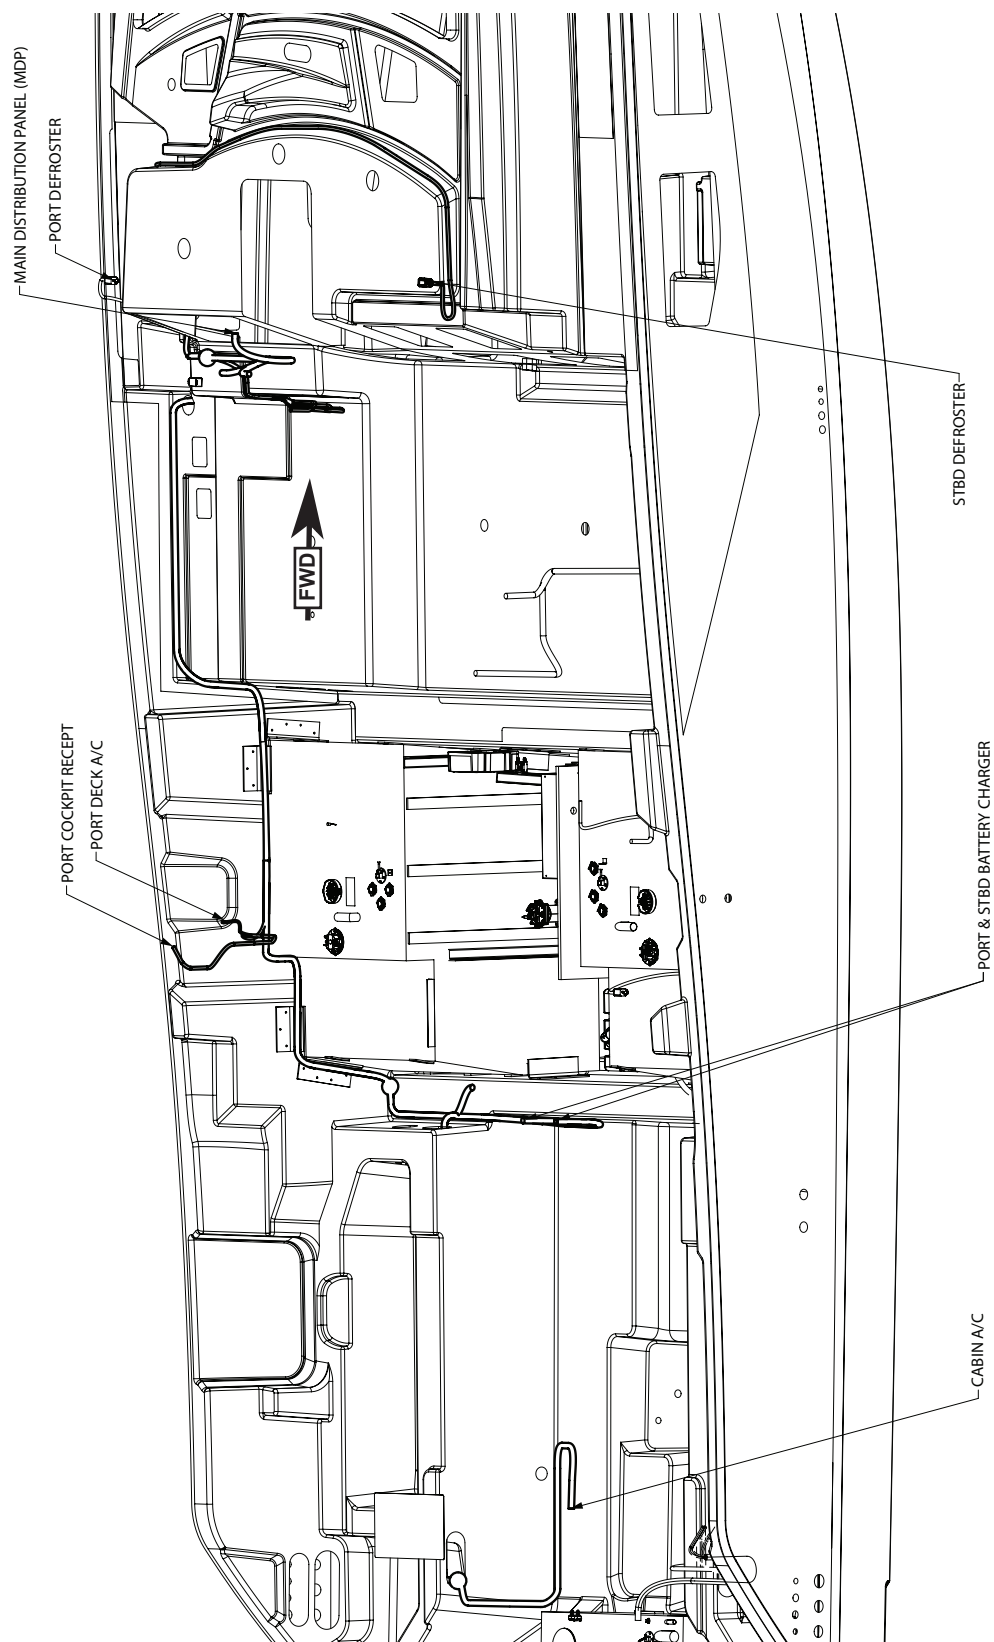 MAIN DISTRIBUTION PANEL (MDP)
PORT DEFROSTER
STBD DEFROSTER
FWD
PORT COCKPIT RECEPT
PORT DECK A/C
PORT & STBD BATTERY CHARGER
CABIN A/C